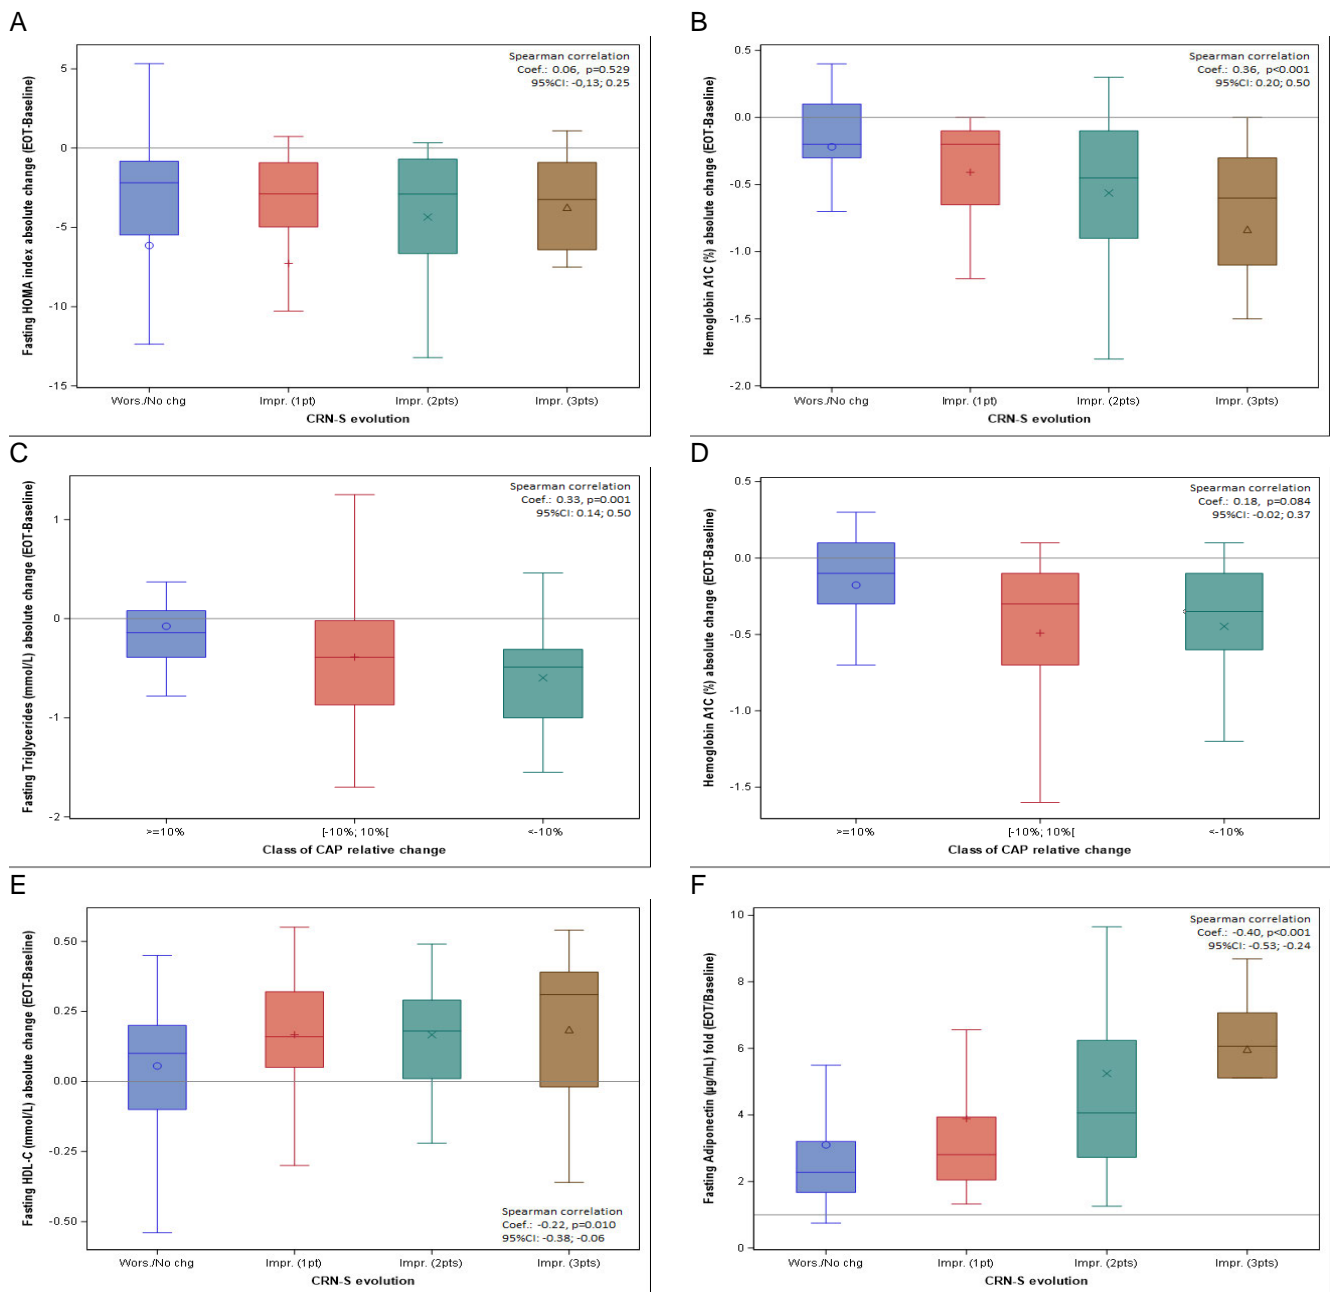 A
Fasting HOMA index absolute change (EOT-Baseline)
5
0
-5
-10
-15
Spearman correlation
Coef.: 0.06, p=0.529
95%CI: -0,13; 0.25
Wors./No chg
Impr. (1pt)
Impr. (2pts)
Impr. (3pts)
CRN-S evolution
B
Hemoglobin A1C (%) absolute change (EOT-Baseline)
0.5
0.0
-0.5
-1.0
-1.5
-2.0
Spearman correlation
Coef.: 0.36, p<0.001
95%CI: 0.20; 0.50
Wors./No chg
Impr. (1pt)
Impr. (2pts)
Impr. (3pts)
CRN-S evolution
C
Fasting Triglycerides (mmol/L) absolute change (EOT-Baseline)
1
0
-1
-2
Spearman correlation
Coef.: 0.33, p=0.001
95%CI: 0.14; 0.50
>=10%
[-10%; 10%[
<-10%
Class of CAP relative change
D
Hemoglobin A1C (%) absolute change (EOT-Baseline)
0.5
0.0
-0.5
-1.0
-1.5
Spearman correlation
Coef.: 0.18, p=0.084
95%CI: -0.02; 0.37
>=10%
[-10%; 10%[
<-10%
Class of CAP relative change
E
Fasting HDL-C (mmol/L) absolute change (EOT-Baseline)
0.50
0.25
0.00
-0.25
-0.50
Spearman correlation
Coef.: -0.22, p=0.010
95%CI: -0.38; -0.06
Wors./No chg
Impr. (1pt)
Impr. (2pts)
Impr. (3pts)
CRN-S evolution
F
Fasting Adiponectin (µg/mL) fold (EOT/Baseline)
10
8
6
4
2
0
Spearman correlation
Coef.: -0.40, p<0.001
95%CI: -0.53; -0.24
Wors./No chg
Impr. (1pt)
Impr. (2pts)
Impr. (3pts)
CRN-S evolution